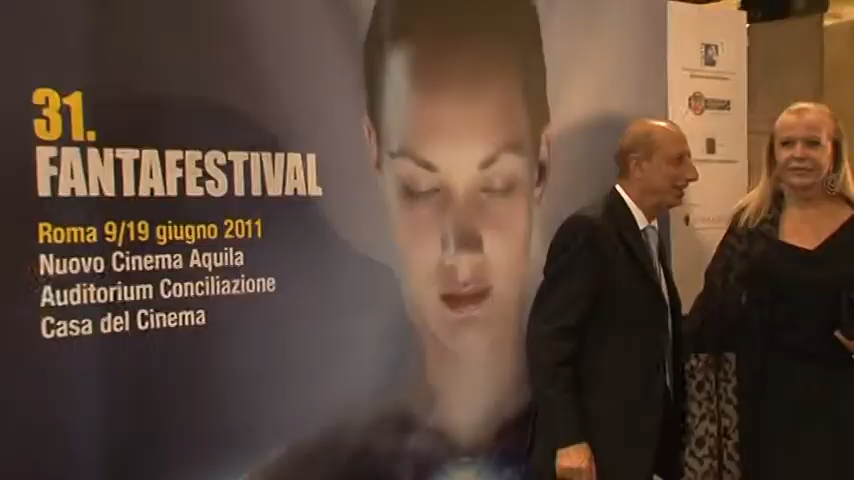 31.
FANTAFESTIVAL
Roma 9/19 giugno 2011
Nuovo Cinema Aquila
Auditorium Conciliazione
Casa del Cinema